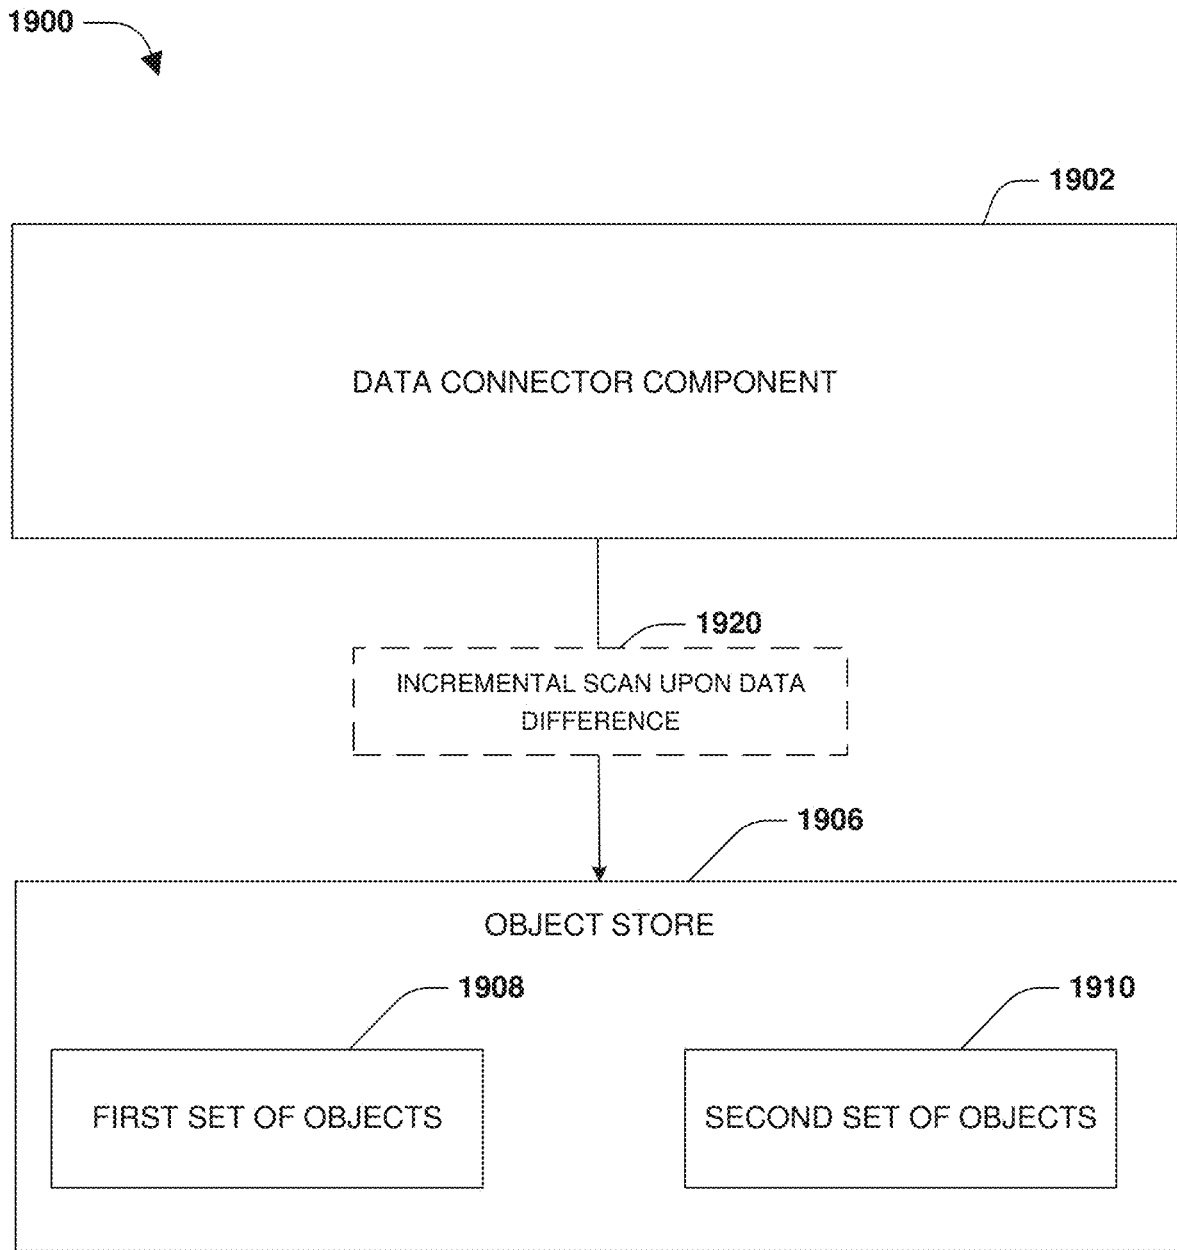 1900
1902
DATA CONNECTOR COMPONENT
1920
INCREMENTAL SCAN UPON DATA
DIFFERENCE
1906
OBJECT STORE
1908
1910
FIRST SET OF OBJECTS
SECOND SET OF OBJECTS